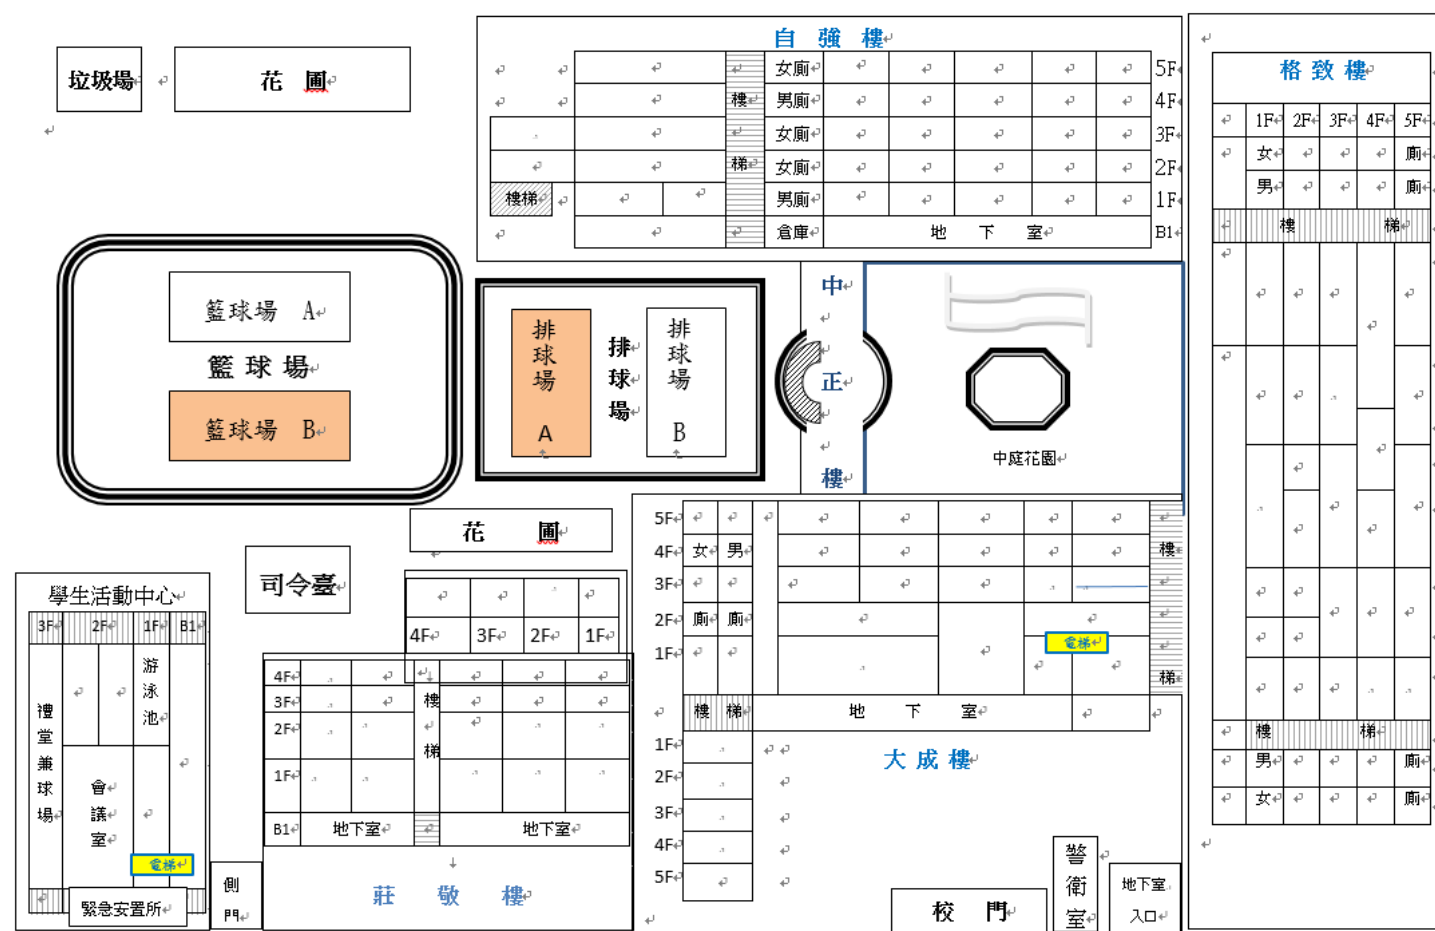 垃圾場
花 圃
自 強 樓
女廁 5F
樓 男廁 4F
女廁 3F
梯 女廁 2F
樓梯 男廁 1F
倉庫 地 下 室 B1
格 致 樓
1F 2F 3F 4F 5F
女 廁
男 廁
樓 梯
樓 梯
男 廁
女 廁
籃球場 A
籃 球 場
籃球場 B
排球場 A
排球場
排球場 B
中正樓
中庭花園
花 圃
司令臺
學生活動中心
3F 2F 1F B1
游泳池
禮堂兼球場
會議室
電梯
緊急安置所
側門
4F 3F 2F 1F
4F
3F 樓
2F 梯
1F
B1 地下室 地下室
莊 敬 樓
5F
4F 女 男 樓
3F
2F 廁 廁
電梯
1F
梯
樓 梯 地 下 室
1F
大 成 樓
2F
3F
4F
5F
校 門
警衛室
地下室
入口